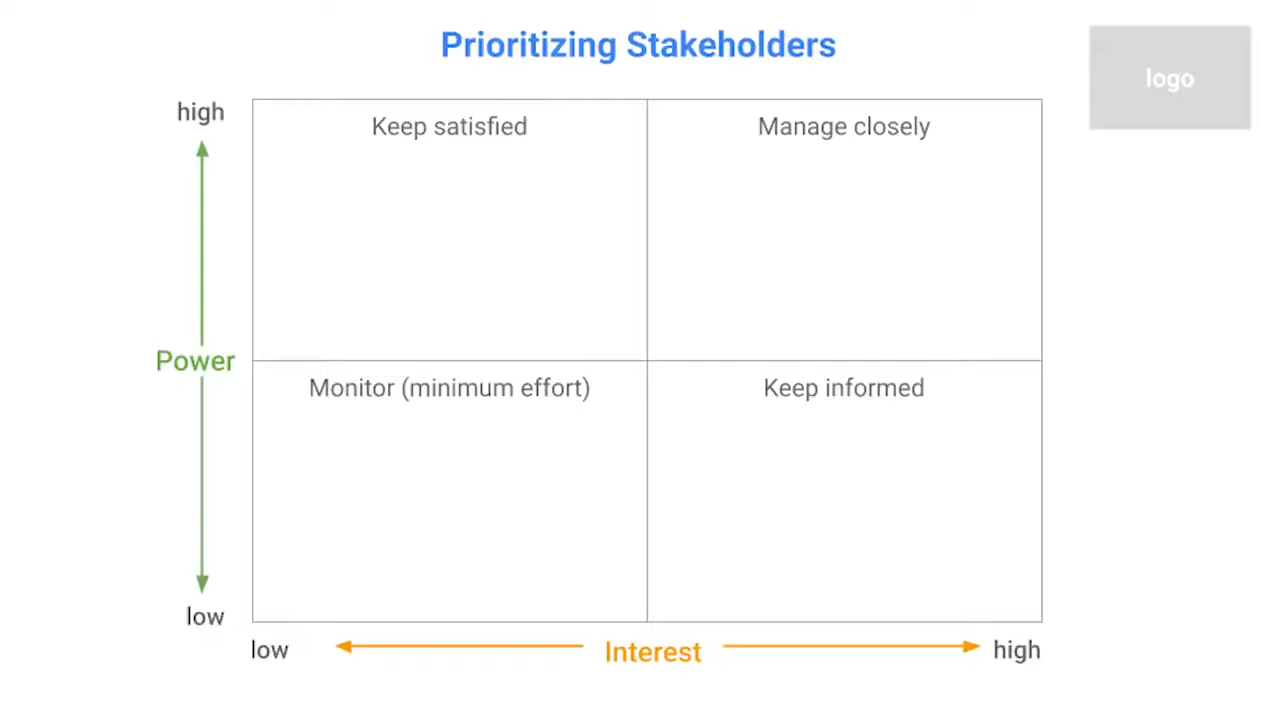 Prioritizing Stakeholders
logo
high
Keep satisfied
Manage closely
Power
Monitor (minimum effort)
Keep informed
low
low
Interest
high